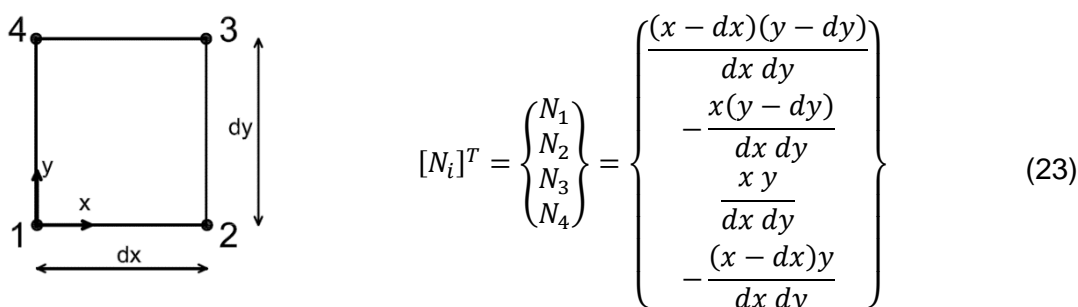 4 3
dy
y
x
1 2
dx
[N_i]^T = {N_1 N_2 N_3 N_4} = { (x − dx)(y − dy) / dx dy
− x(y − dy) / dx dy
x y / dx dy
− (x − dx)y / dx dy } (23)